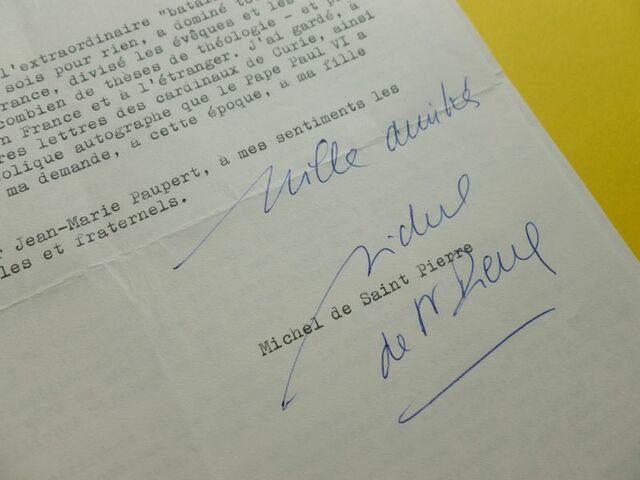 l'extraordinaire "batail
sois pour rien, a dominé to
rance, divisé les évêques et les
combien de thèses de théologie - et p
n France et à l'étranger. J'ai gardé, à
res lettres des cardinaux de Curie, ainsi
olique autographe que le Pape Paul VI a
ma demande, à cette époque, à ma fille
Jean-Marie Paupert, à mes sentiments les
les et fraternels.
Mille amitiés
Michel
Michel de Saint Pierre
de St Pierre